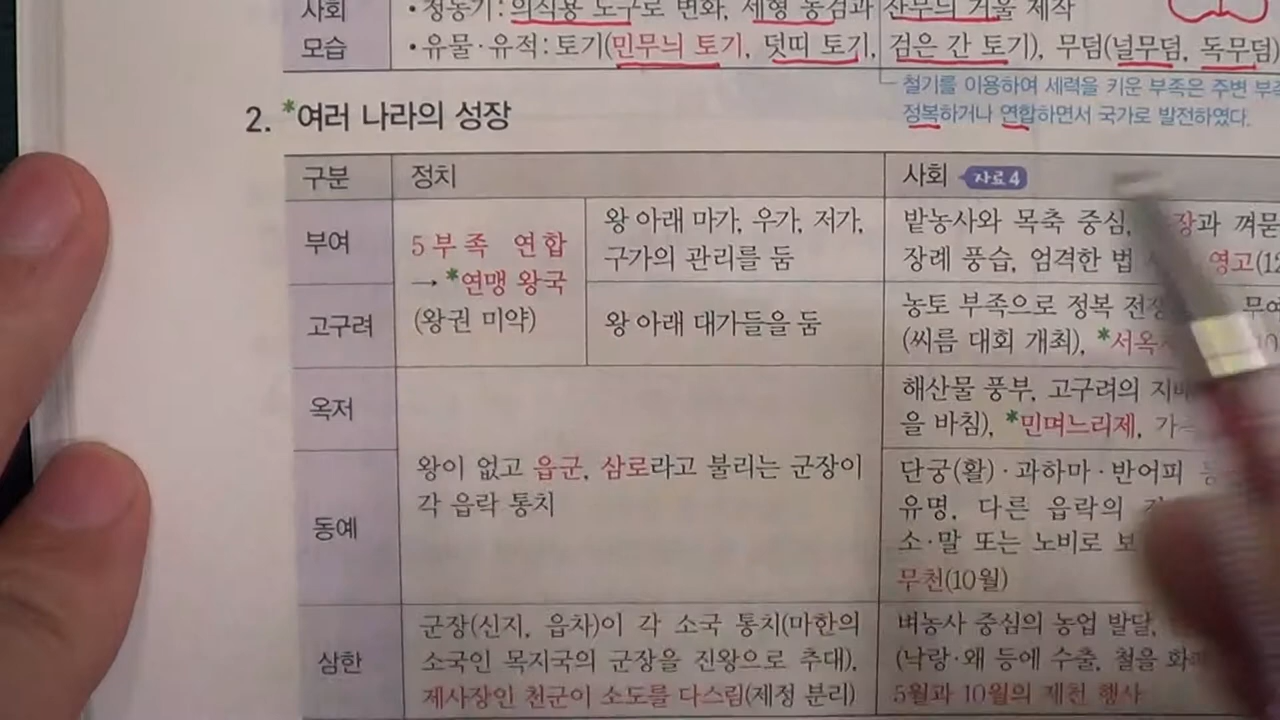 사회
• 청동기: 의식용 도구로 변화, 세형 동검과 잔무늬 거울 제작
모습
• 유물·유적: 토기(민무늬 토기, 덧띠 토기, 검은 간 토기), 무덤(널무덤, 독무덤)
철기를 이용하여 세력을 키운 부족은 주변 부족
정복하거나 연합하면서 국가로 발전하였다.
2. *여러 나라의 성장
구분 정치 사회 자료4
부여
5부족 연합
→ *연맹 왕국
(왕권 미약)
왕 아래 마가, 우가, 저가,
구가의 관리를 둠
밭농사와 목축 중심, 장과 껴묻
장례 풍습, 엄격한 법 영고(12
고구려
왕 아래 대가들을 둠
농토 부족으로 정복 전쟁 무예
(씨름 대회 개최), *서옥
옥저
왕이 없고 읍군, 삼로라고 불리는 군장이
각 읍락 통치
해산물 풍부, 고구려의 지배
을 바침), *민며느리제, 가
동예
단궁(활)·과하마·반어피
유명, 다른 읍락의
소·말 또는 노비로 보
무천(10월)
삼한
군장(신지, 읍차)이 각 소국 통치(마한의
소국인 목지국의 군장을 진왕으로 추대),
제사장인 천군이 소도를 다스림(제정 분리)
벼농사 중심의 농업 발달,
(낙랑·왜 등에 수출, 철을 화폐
5월과 10월의 제천 행사